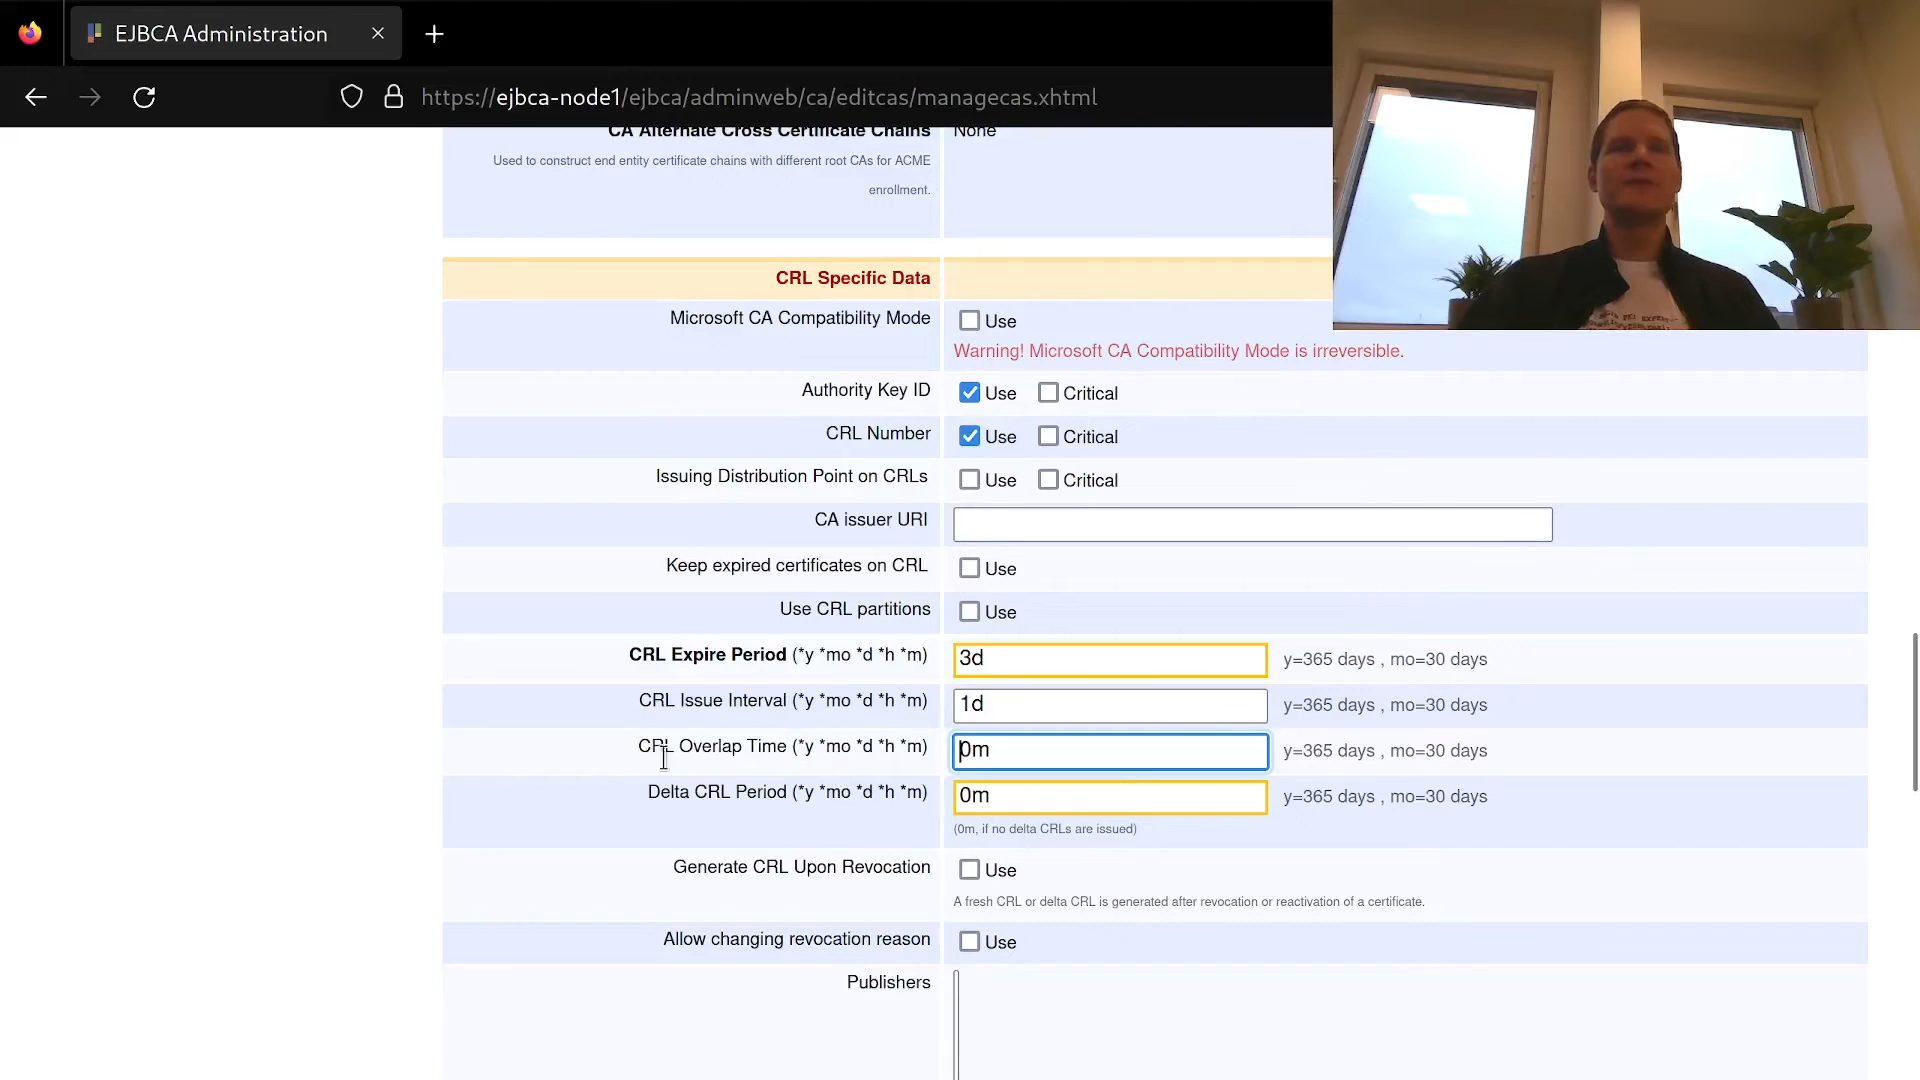 EJBCA Administration
https://ejbca-node1/ejbca/adminweb/ca/editcas/managecas.xhtml
CA Alternate Cross Certificate Chains None
Used to construct end entity certificate chains with different root CAs for ACME
enrollment.
CRL Specific Data
Microsoft CA Compatibility Mode Use
Warning! Microsoft CA Compatibility Mode is irreversible.
Authority Key ID Use Critical
CRL Number Use Critical
Issuing Distribution Point on CRLs Use Critical
CA issuer URI
Keep expired certificates on CRL Use
Use CRL partitions Use
CRL Expire Period (*y *mo *d *h *m) 3d y=365 days , mo=30 days
CRL Issue Interval (*y *mo *d *h *m) 1d y=365 days , mo=30 days
CRL Overlap Time (*y *mo *d *h *m) 0m y=365 days , mo=30 days
Delta CRL Period (*y *mo *d *h *m) 0m y=365 days , mo=30 days
(0m, if no delta CRLs are issued)
Generate CRL Upon Revocation Use
A fresh CRL or delta CRL is generated after revocation or reactivation of a certificate.
Allow changing revocation reason Use
Publishers